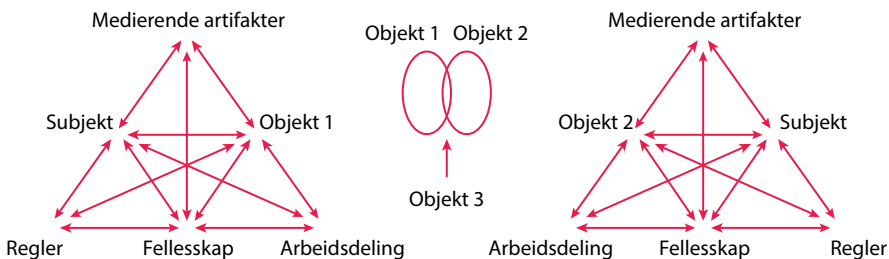 Medierende artifakter
Subjekt
Objekt 1
Regler
Fellesskap
Arbeidsdeling
Objekt 1
Objekt 2
Objekt 3
Medierende artifakter
Objekt 2
Subjekt
Arbeidsdeling
Fellesskap
Regler